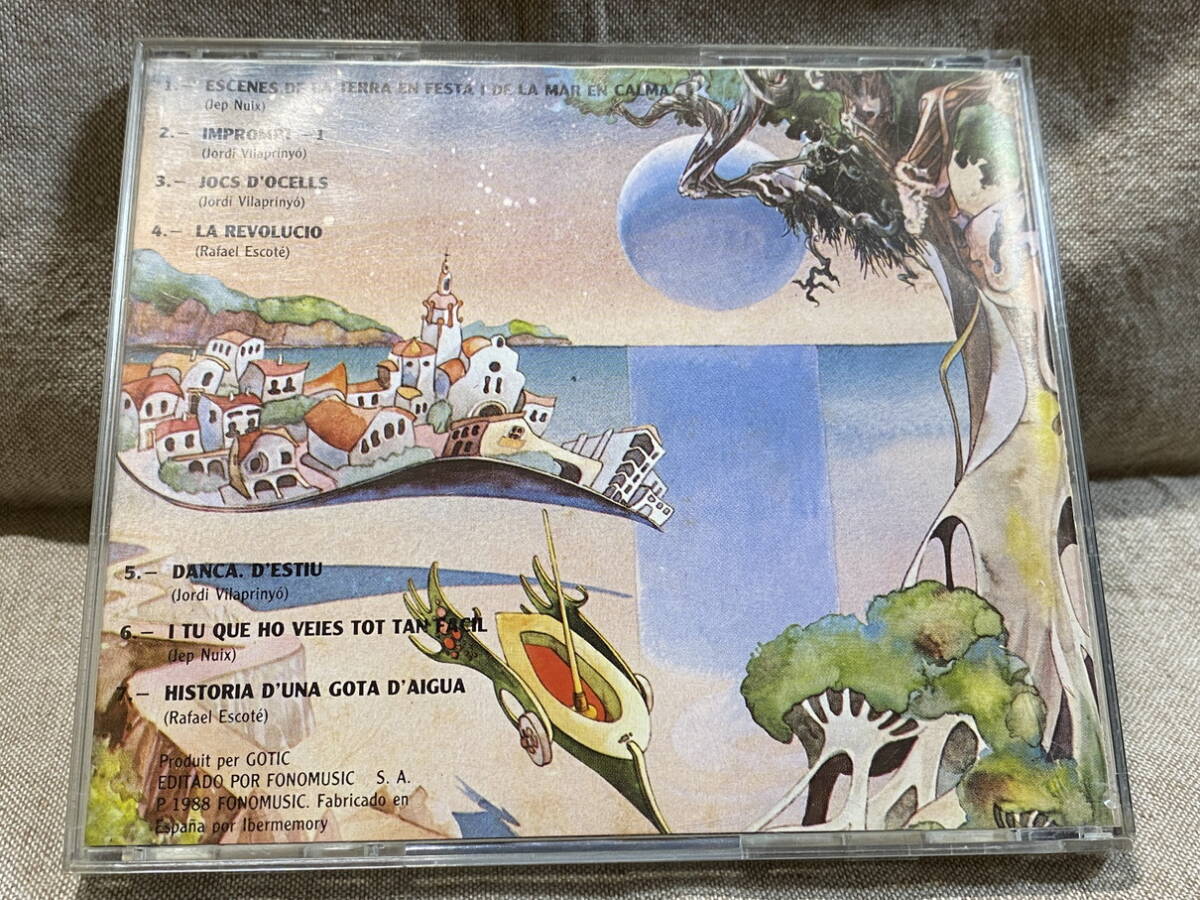 1.— ESCENES DE LA TERRA EN FESTA I DE LA MAR EN CALMA
(Jep Nuix)
2.— IMPROMPT —1
(Jordi Vilaprinyó)
3.— JOCS D'OCELLS
(Jordi Vilaprinyó)
4.— LA REVOLUCIO
(Rafael Escoté)
5.— DANCA. D'ESTIU
(Jordi Vilaprinyó)
6.— I TU QUE HO VEIES TOT TAN FACIL
(Jep Nuix)
7.— HISTORIA D'UNA GOTA D'AIGUA
(Rafael Escoté)
Produit per GOTIC
EDITADO POR FONOMUSIC S. A.
P 1988 FONOMUSIC. Fabricado en
España por Ibermemory